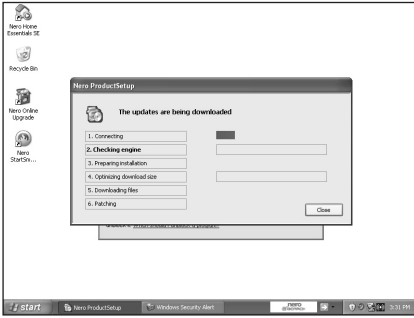 Nero Home
Essentials SE
Recycle Bin
Nero Online
Upgrade
Nero
StartSm...
Nero ProductSetup
The updates are being downloaded
1. Connecting
2. Checking engine
3. Preparing installation
4. Optimizing download size
5. Downloading files
6. Patching
Close
start
Nero ProductSetup
Windows Security Alert
nero
3:31 PM